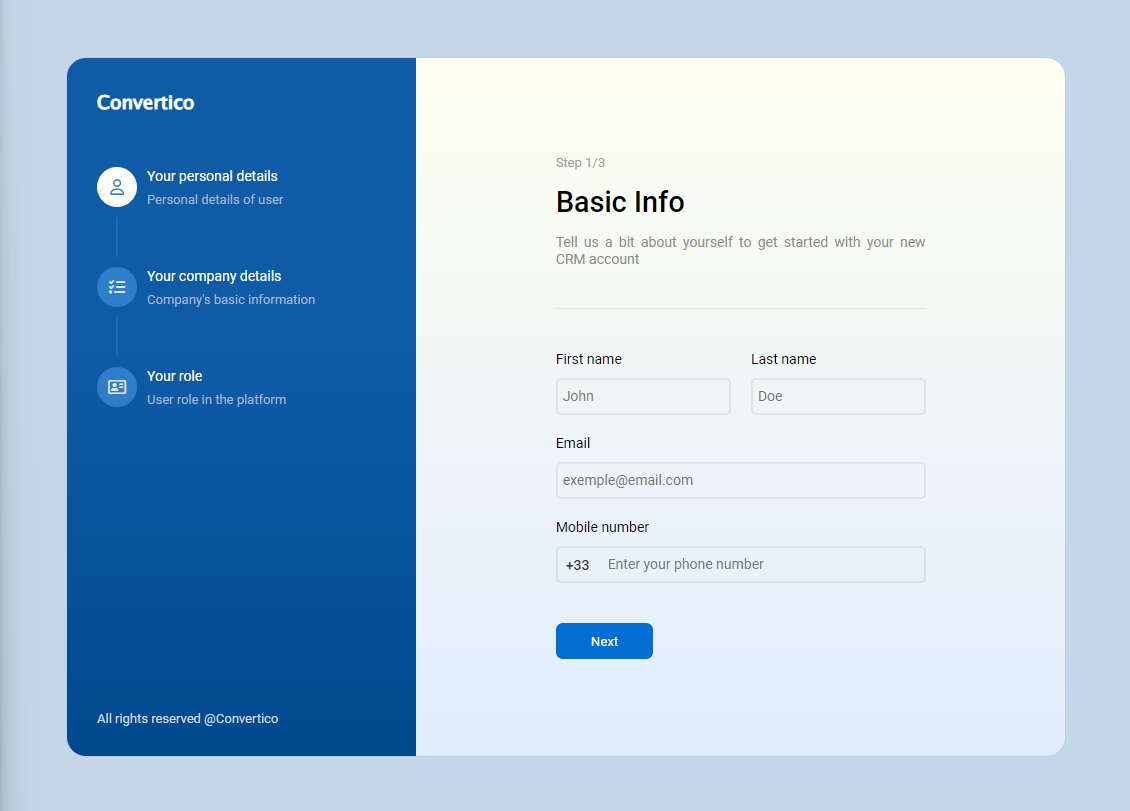 Convertico
Your personal details
Personal details of user
Your company details
Company's basic information
Your role
User role in the platform
All rights reserved @Convertico
Step 1/3
Basic Info
Tell us a bit about yourself to get started with your new
CRM account
First name
Last name
John
Doe
Email
exemple@email.com
Mobile number
+33 Enter your phone number
Next